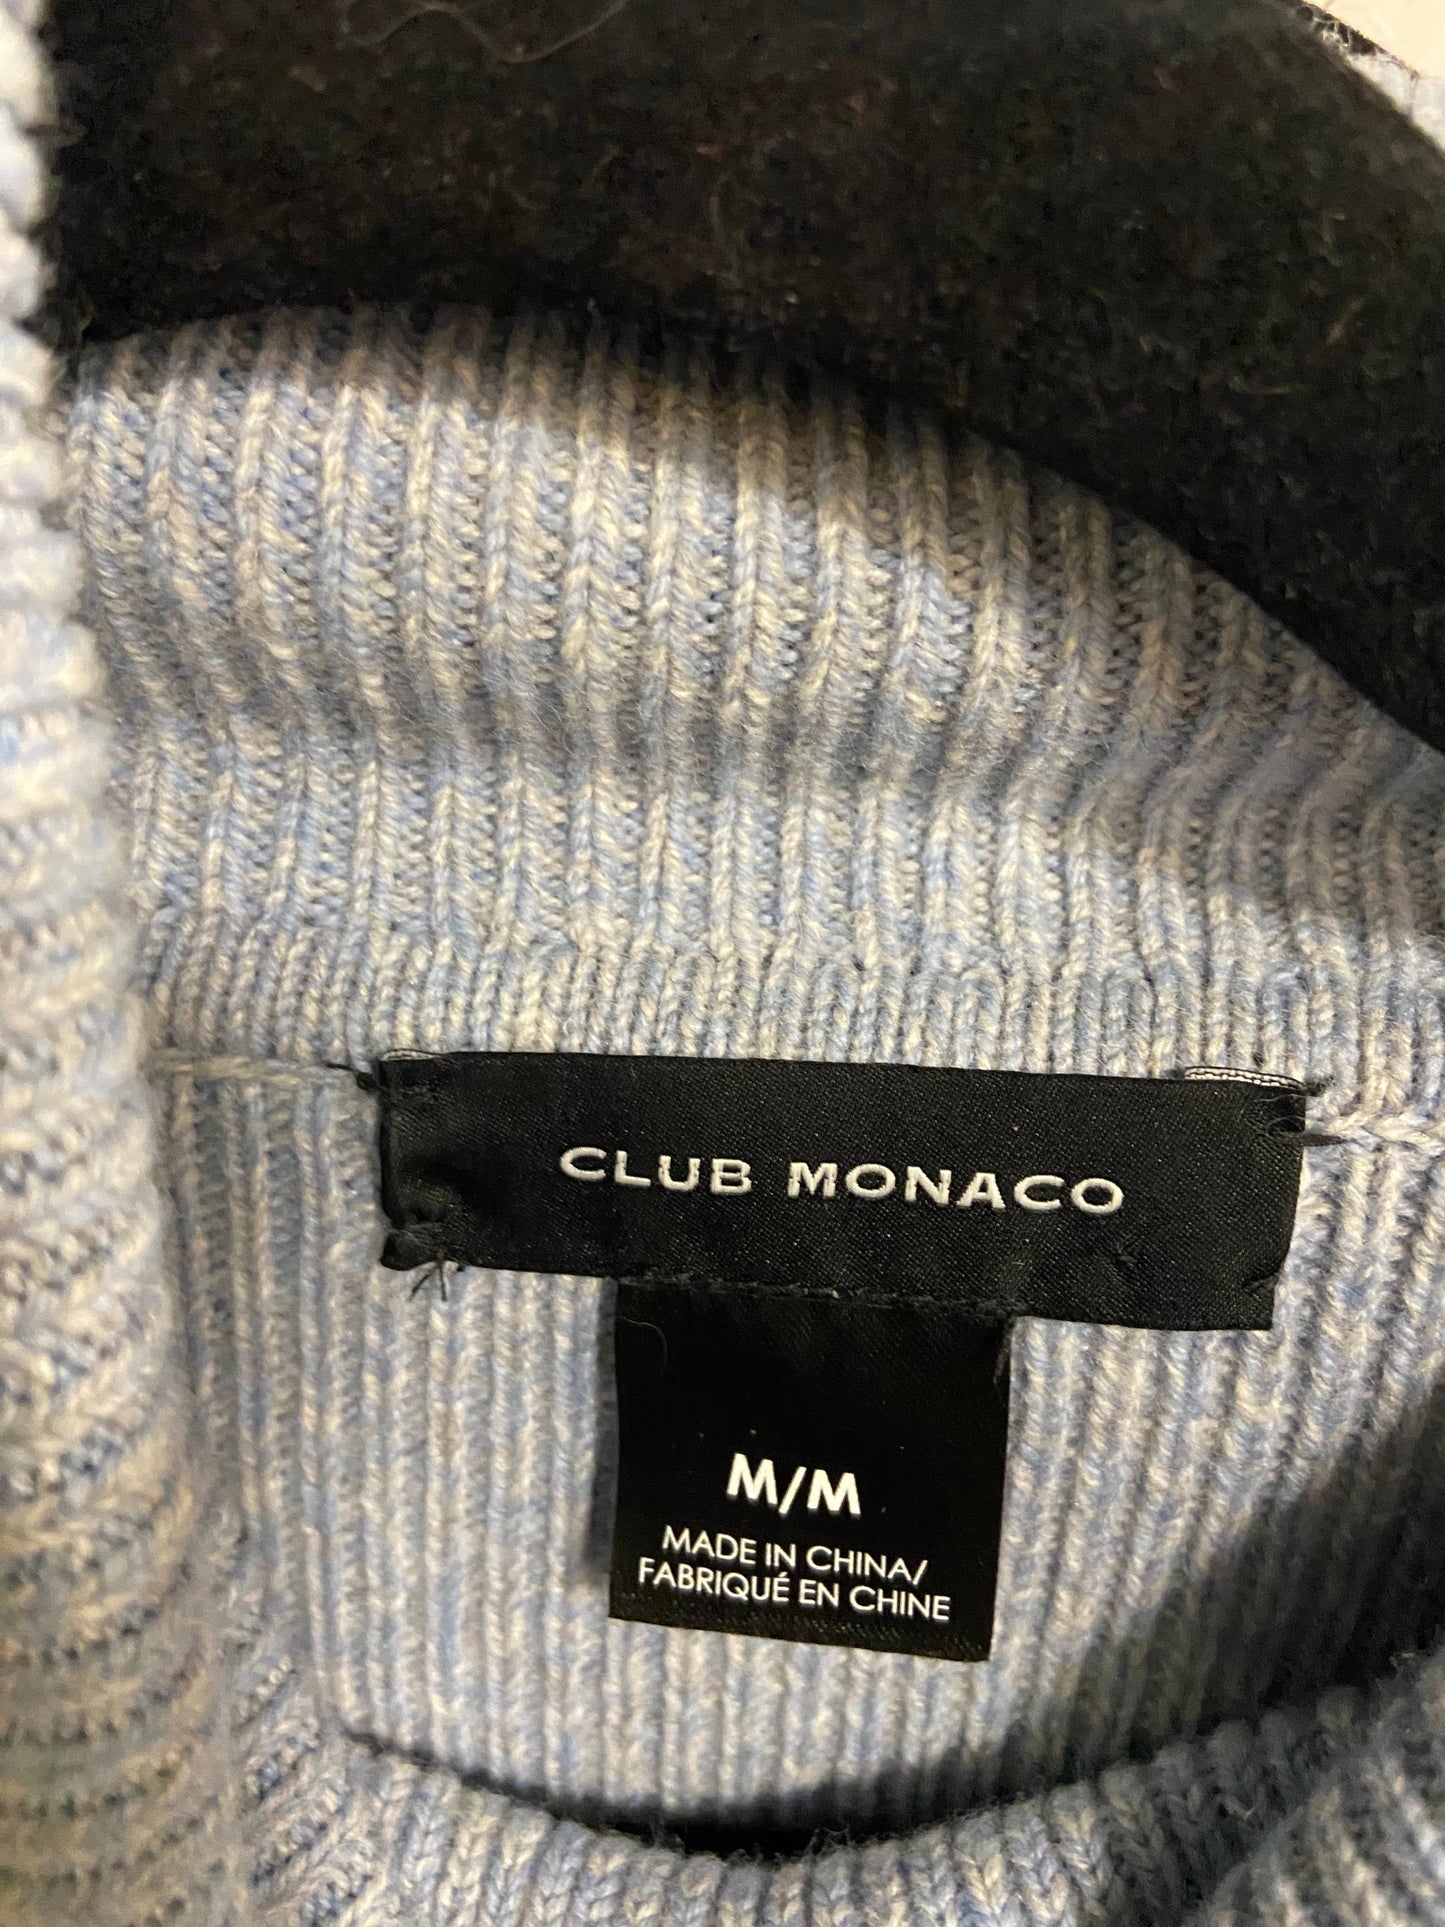 CLUB MONACO
M/M
MADE IN CHINA/
FABRIQUÉ EN CHINE